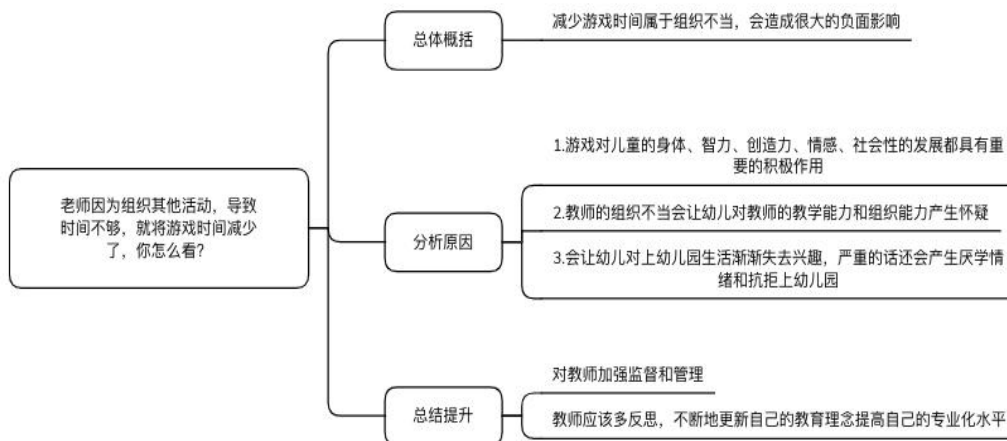 老师因为组织其他活动，导致
时间不够，就将游戏时间减少
了，你怎么看？
总体概括
减少游戏时间属于组织不当，会造成很大的负面影响
分析原因
1.游戏对儿童的身体、智力、创造力、情感、社会性的发展都具有重
要的积极作用
2.教师的组织不当会让幼儿对教师的教学能力和组织能力产生怀疑
3.会让幼儿对上幼儿园生活渐渐失去兴趣，严重的话还会产生厌学情
绪和抗拒上幼儿园
总结提升
对教师加强监督和管理
教师应该多反思，不断地更新自己的教育理念提高自己的专业化水平